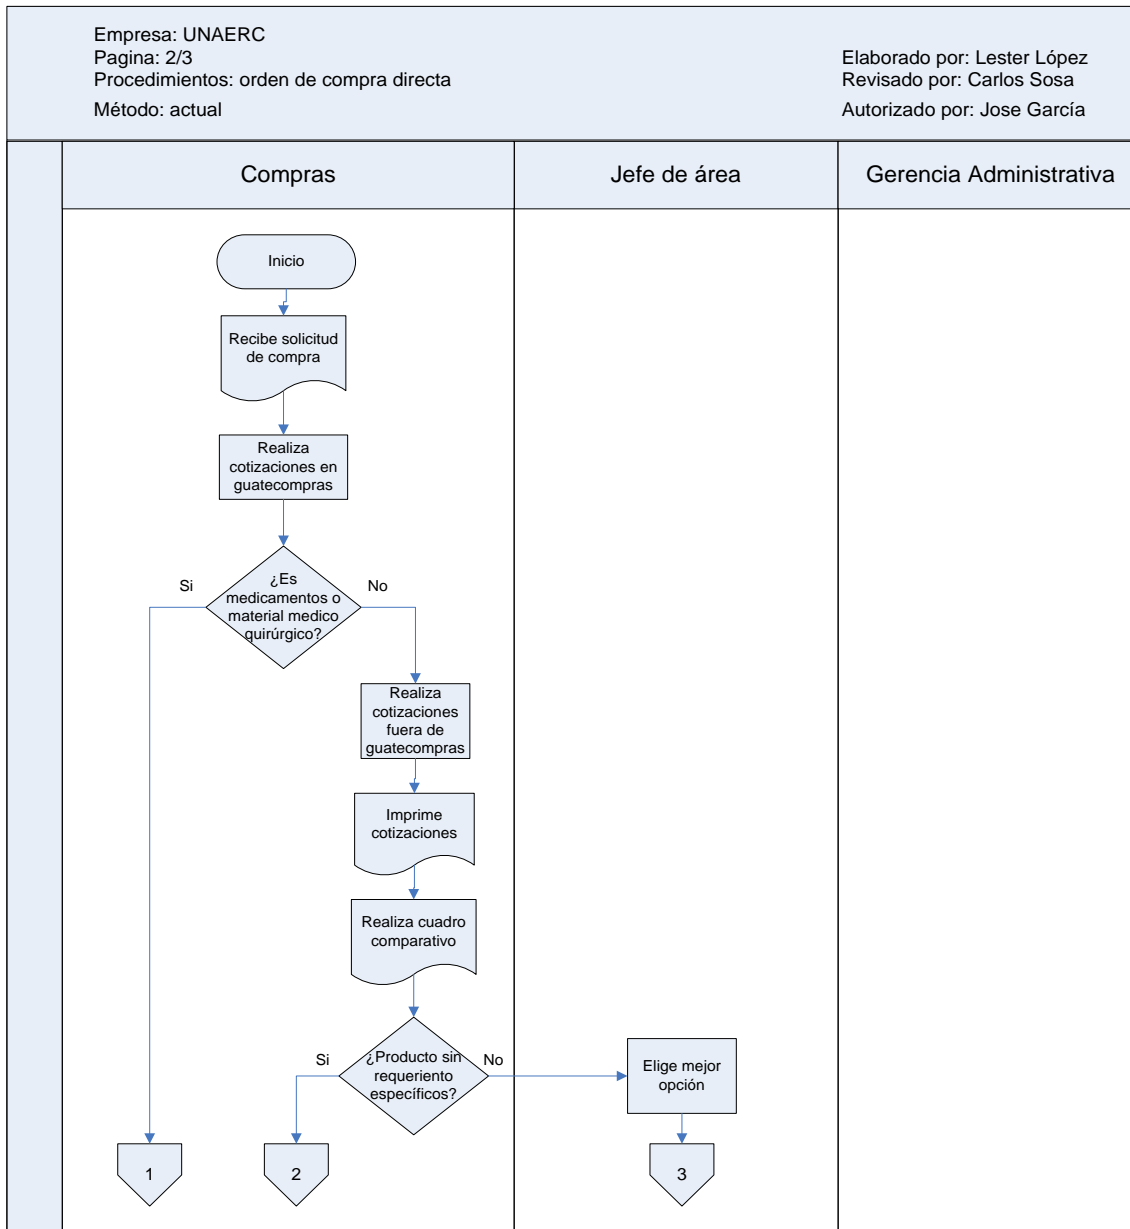 Empresa: UNAERC
Pagina: 2/3
Procedimientos: orden de compra directa
Método: actual
Elaborado por: Lester López
Revisado por: Carlos Sosa
Autorizado por: Jose García
Compras
Jefe de área
Gerencia Administrativa
Inicio
Recibe solicitud
de compra
Realiza
cotizaciones en
guatecompras
¿Es
medicamentos o
material medico
quirúrgico?
Si
No
Realiza
cotizaciones
fuera de
guatecompras
Imprime
cotizaciones
Realiza cuadro
comparativo
¿Producto sin
requeriento
específicos?
Si
No
Elige mejor
opción
1
2
3